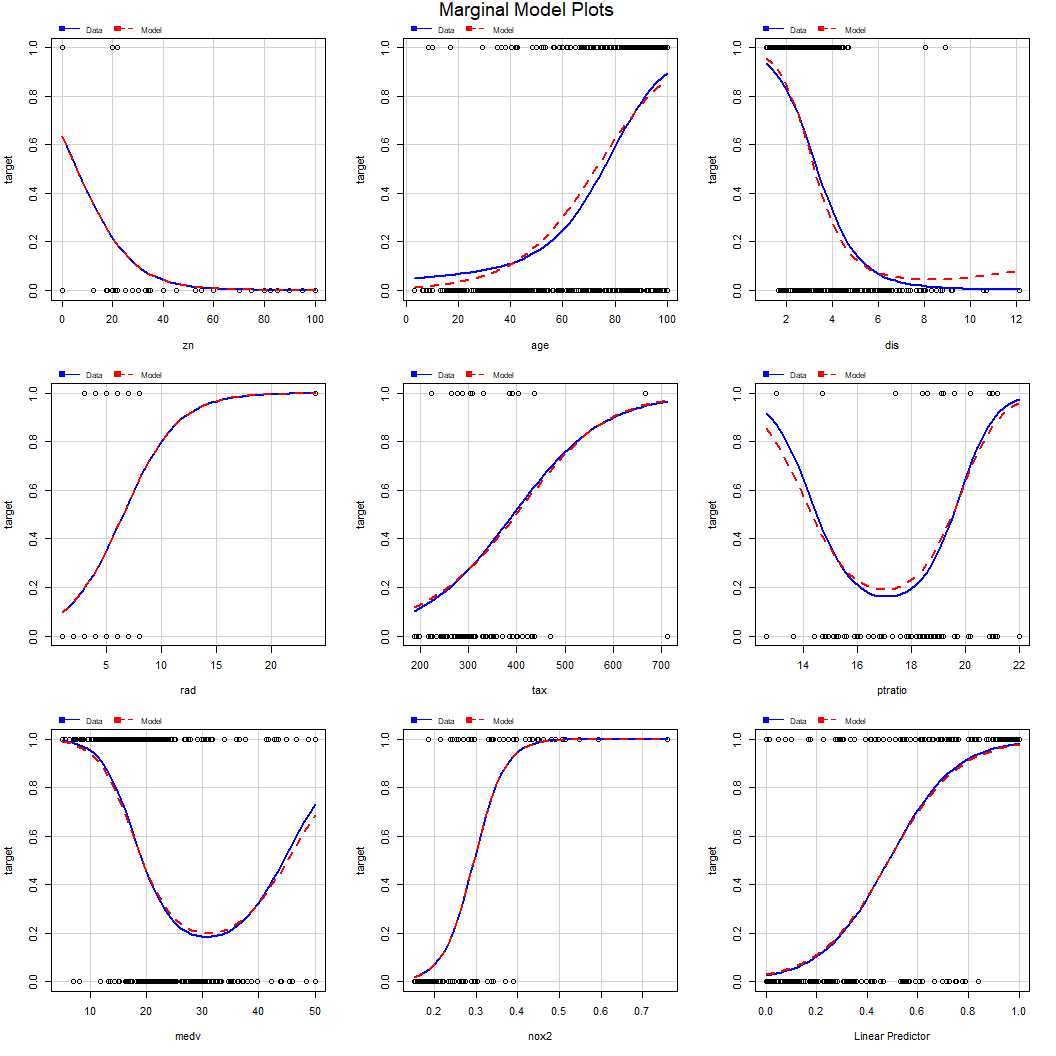 Marginal Model Plots
Data Model
Data Model
Data Model
target
1.0
0.8
0.6
0.4
0.2
0.0
0 20 40 60 80 100
zn
target
1.0
0.8
0.6
0.4
0.2
0.0
0 20 40 60 80 100
age
target
1.0
0.8
0.6
0.4
0.2
0.0
2 4 6 8 10 12
dis
Data Model
Data Model
Data Model
target
1.0
0.8
0.6
0.4
0.2
0.0
5 10 15 20
rad
target
1.0
0.8
0.6
0.4
0.2
0.0
200 300 400 500 600 700
tax
target
1.0
0.8
0.6
0.4
0.2
0.0
14 16 18 20 22
ptratio
Data Model
Data Model
Data Model
target
1.0
0.8
0.6
0.4
0.2
0.0
10 20 30 40 50
medv
target
1.0
0.8
0.6
0.4
0.2
0.0
0.2 0.3 0.4 0.5 0.6 0.7
nox2
target
1.0
0.8
0.6
0.4
0.2
0.0
0.0 0.2 0.4 0.6 0.8 1.0
Linear Predictor